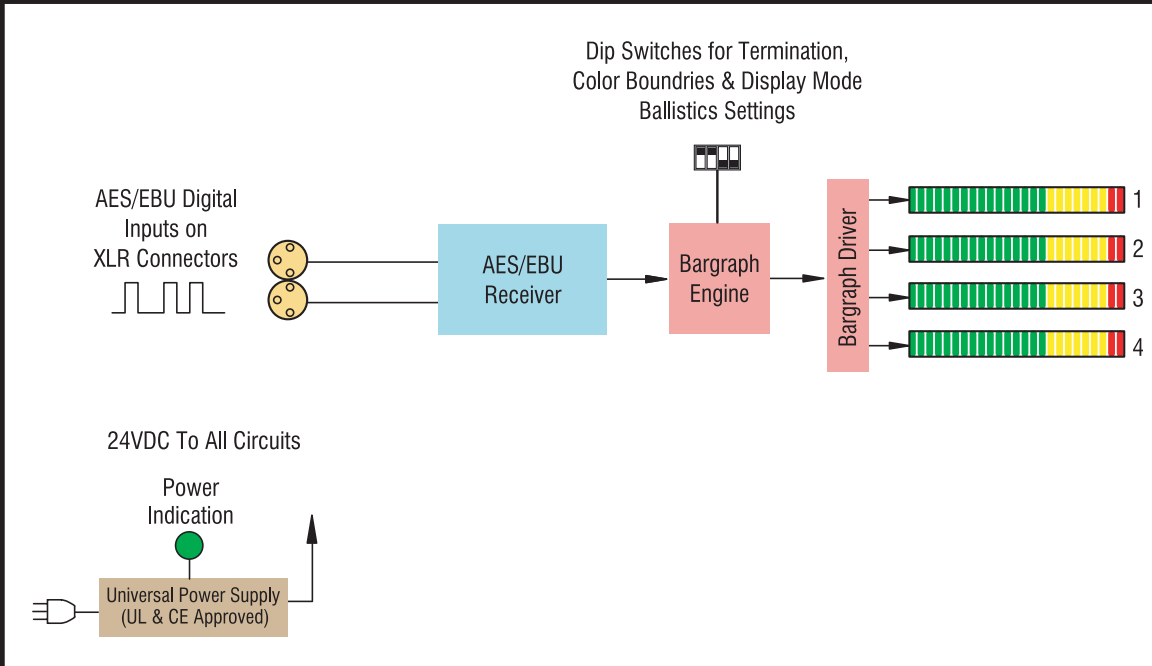 Dip Switches for Termination,
Color Boundries & Display Mode
Ballistics Settings
AES/EBU Digital
Inputs on
XLR Connectors
AES/EBU
Receiver
Bargraph
Engine
Bargraph Driver
1
2
3
4
24VDC To All Circuits
Power
Indication
Universal Power Supply
(UL & CE Approved)